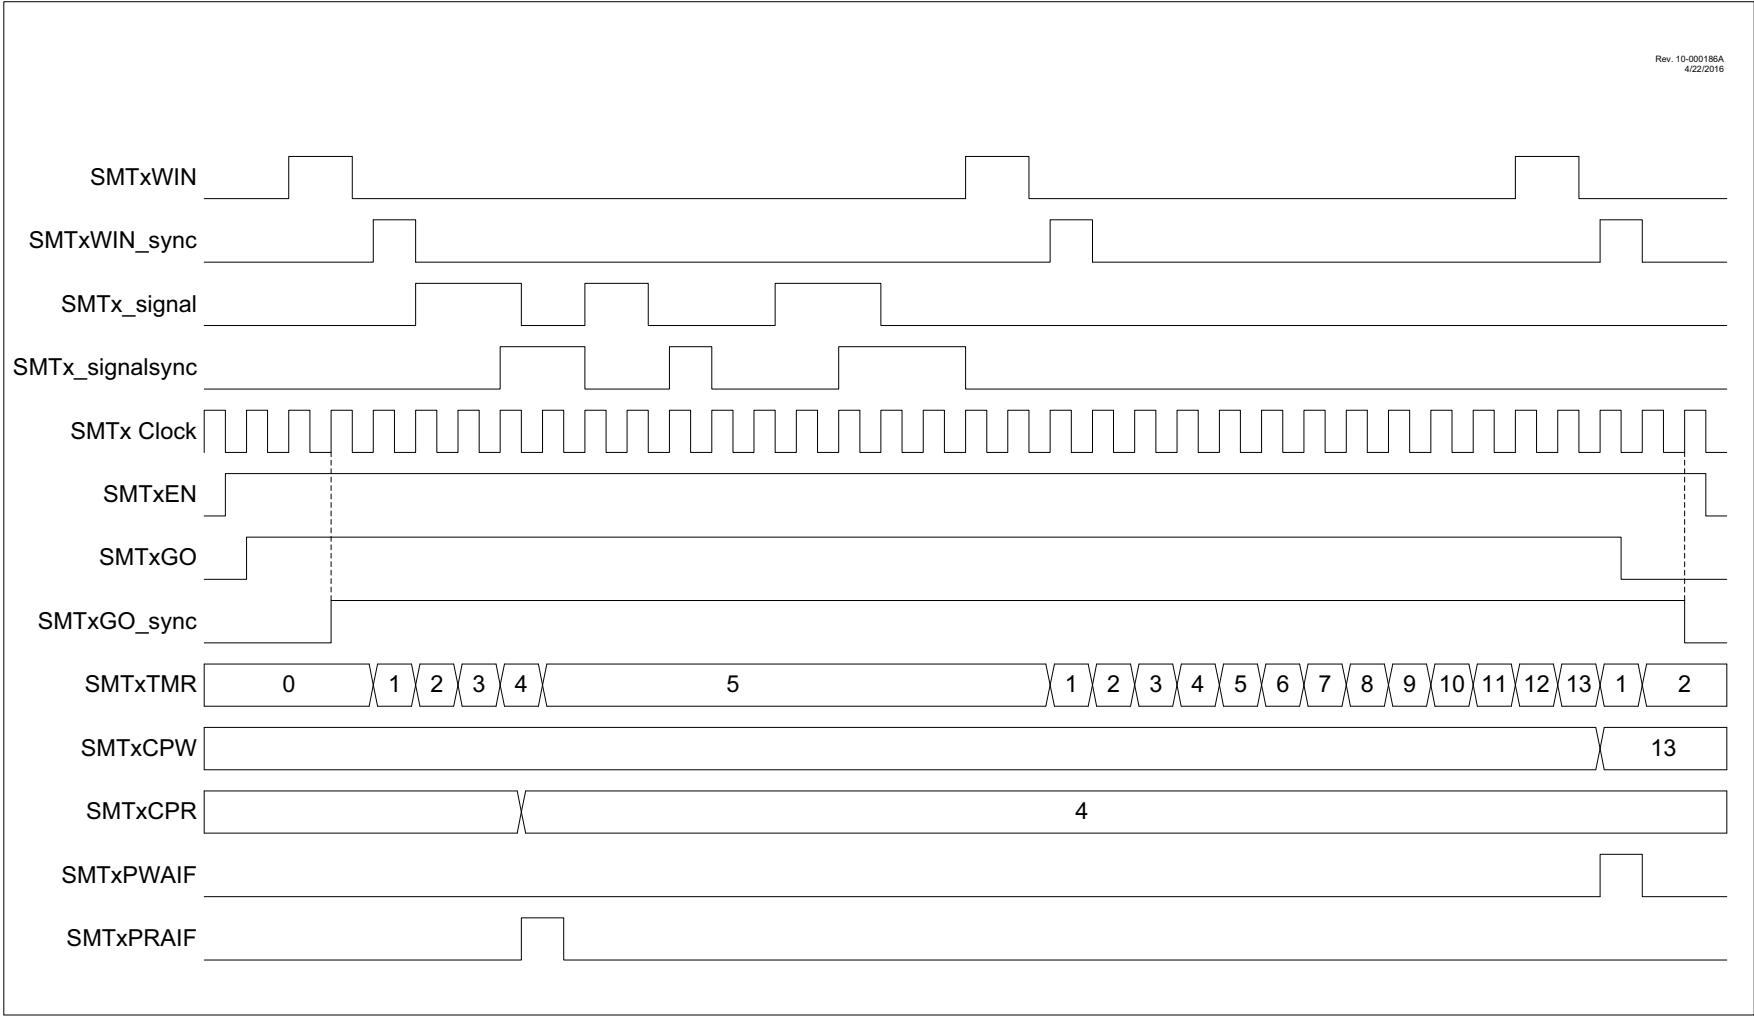 Rev. 10-000186A
4/22/2016
SMTxWIN
SMTxWIN_sync
SMTx_signal
SMTx_signalsync
SMTx Clock
SMTxEN
SMTxGO
SMTxGO_sync
SMTxTMR 0 1 2 3 4 5 1 2 3 4 5 6 7 8 9 10 11 12 13 1 2
SMTxCPW 13
SMTxCPR 4
SMTxPWAIF
SMTxPRAIF